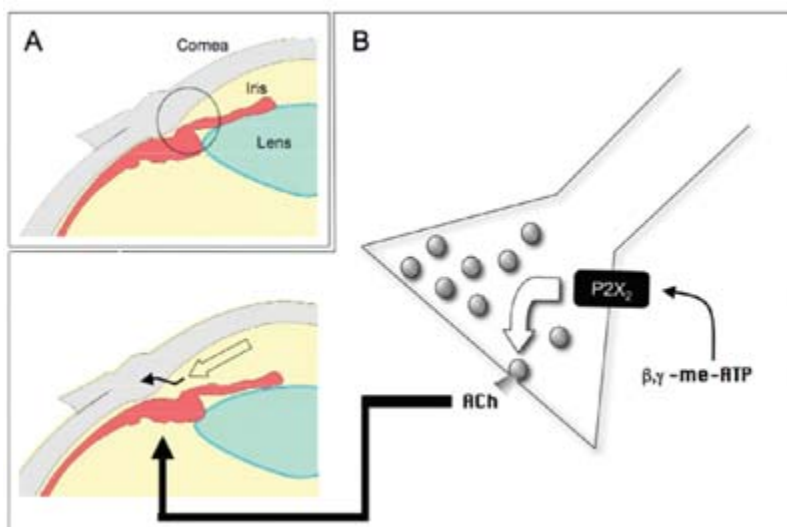 A
Cornea
Iris
Lens
B
P2X₂
β,γ-me-ATP
ACh